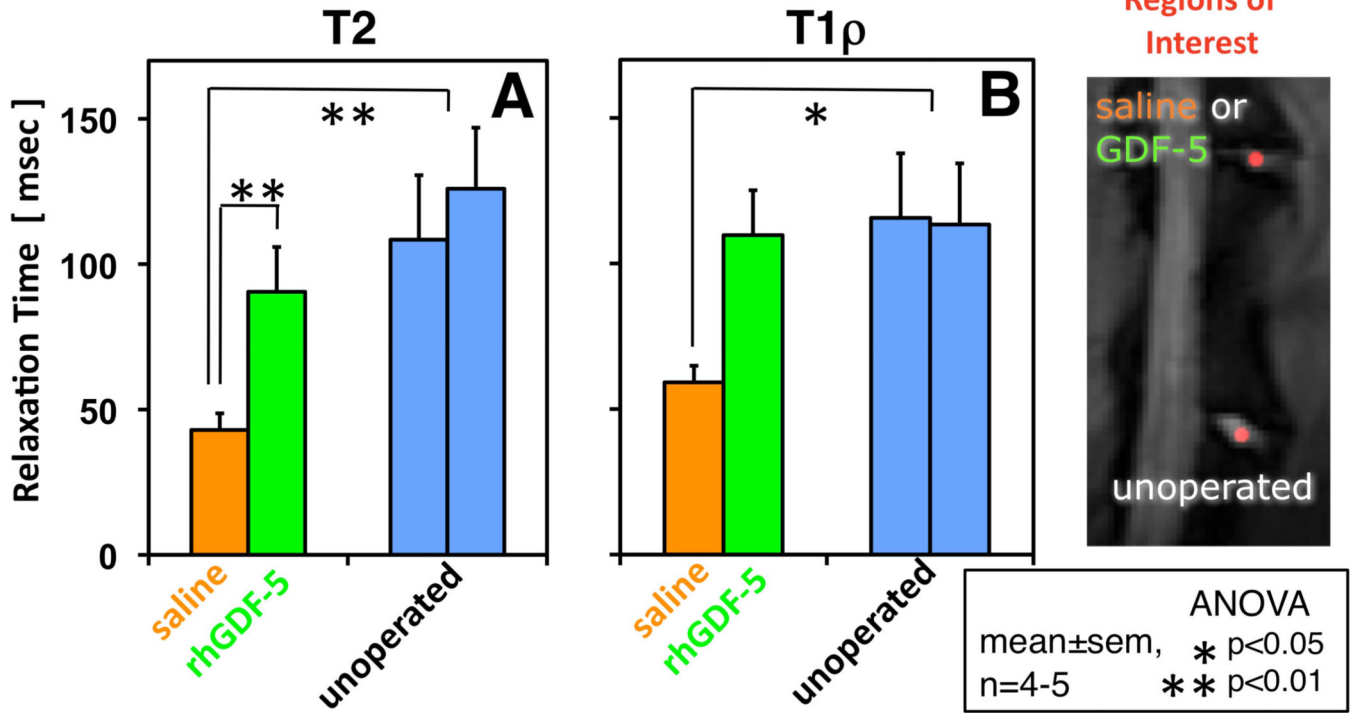 T2
T1ρ
Regions of
Interest
Relaxation Time [ msec ]
150
100
50
0
A
**
**
saline
rhGDF-5
unoperated
B
*
saline
rhGDF-5
unoperated
saline or
GDF-5
unoperated
ANOVA
mean±sem, * p<0.05
n=4-5 ** p<0.01